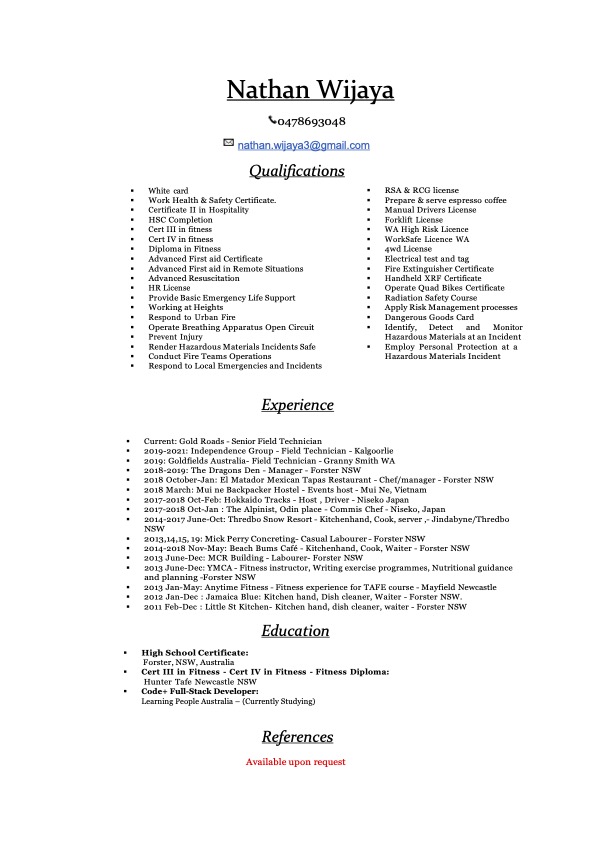 Nathan Wijaya
0478693048
nathan.wijaya3@gmail.com
Qualifications
White card
Work Health & Safety Certificate.
Certificate II in Hospitality
HSC Completion
Cert III in fitness
Cert IV in fitness
Diploma in Fitness
Advanced First aid Certificate
Advanced First aid in Remote Situations
Advanced Resuscitation
HR License
Provide Basic Emergency Life Support
Working at Heights
Respond to Urban Fire
Operate Breathing Apparatus Open Circuit
Prevent Injury
Render Hazardous Materials Incidents Safe
Conduct Fire Teams Operations
Respond to Local Emergencies and Incidents
RSA & RCG license
Prepare & serve espresso coffee
Manual Drivers License
Forklift License
WA High Risk Licence
WorkSafe Licence WA
4wd License
Electrical test and tag
Fire Extinguisher Certificate
Handheld XRF Certificate
Operate Quad Bikes Certificate
Radiation Safety Course
Apply Risk Management processes
Dangerous Goods Card
Identify, Detect and Monitor
Hazardous Materials at an Incident
Employ Personal Protection at a
Hazardous Materials Incident
Experience
Current: Gold Roads - Senior Field Technician
2019-2021: Independence Group - Field Technician - Kalgoorlie
2019: Goldfields Australia- Field Technician - Granny Smith WA
2018-2019: The Dragons Den - Manager - Forster NSW
2018 October-Jan: El Matador Mexican Tapas Restaurant - Chef/manager - Forster NSW
2018 March: Mui ne Backpacker Hostel - Events host - Mui Ne, Vietnam
2017-2018 Oct-Feb: Hokkaido Tracks - Host , Driver - Niseko Japan
2017-2018 Oct-Jan : The Alpinist, Odin place - Commis Chef - Niseko, Japan
2014-2017 June-Oct: Thredbo Snow Resort - Kitchenhand, Cook, server ,- Jindabyne/Thredbo
NSW
2013,14,15, 19: Mick Perry Concreting- Casual Labourer - Forster NSW
2014-2018 Nov-May: Beach Bums Café - Kitchenhand, Cook, Waiter - Forster NSW
2013 June-Dec: MCR Building - Labourer- Forster NSW
2013 June-Dec: YMCA - Fitness instructor, Writing exercise programmes, Nutritional guidance
and planning -Forster NSW
2013 Jan-May: Anytime Fitness - Fitness experience for TAFE course - Mayfield Newcastle
2012 Jan-Dec : Jamaica Blue: Kitchen hand, Dish cleaner, Waiter - Forster NSW.
2011 Feb-Dec : Little St Kitchen- Kitchen hand, dish cleaner, waiter - Forster NSW
Education
High School Certificate:
Forster, NSW, Australia
Cert III in Fitness - Cert IV in Fitness - Fitness Diploma:
Hunter Tafe Newcastle NSW
Code+ Full-Stack Developer:
Learning People Australia – (Currently Studying)
References
Available upon request